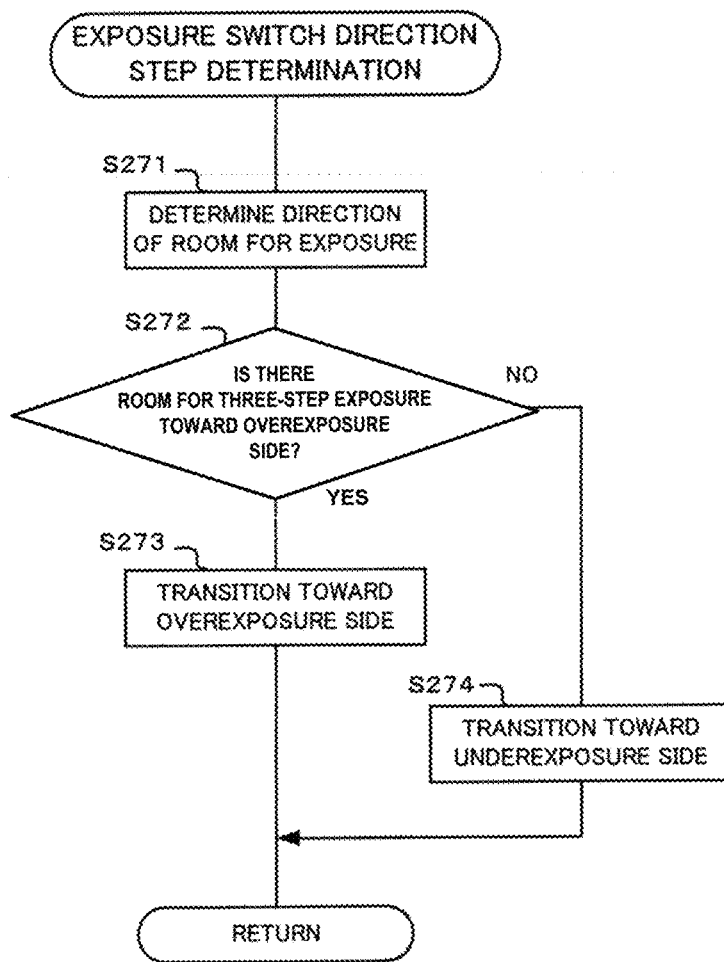 EXPOSURE SWITCH DIRECTION
STEP DETERMINATION
S271
DETERMINE DIRECTION
OF ROOM FOR EXPOSURE
S272
IS THERE
ROOM FOR THREE-STEP EXPOSURE
TOWARD OVEREXPOSURE
SIDE?
NO
YES
S273
TRANSITION TOWARD
OVEREXPOSURE SIDE
S274
TRANSITION TOWARD
UNDEREXPOSURE SIDE
RETURN